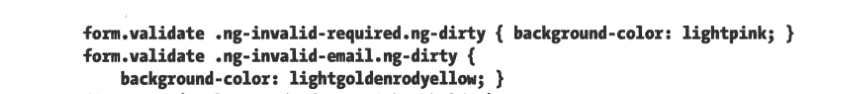 form.validate .ng-invalid-required.ng-dirty { background-color: lightpink; }
form.validate .ng-invalid-email.ng-dirty {
    background-color: lightgoldenrodyellow; }